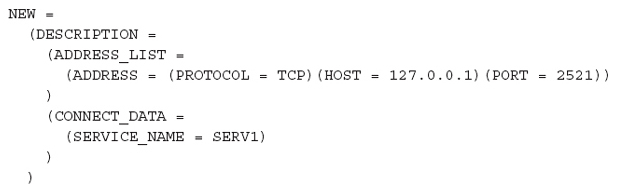 NEW =
  (DESCRIPTION =
    (ADDRESS_LIST =
      (ADDRESS = (PROTOCOL = TCP)(HOST = 127.0.0.1)(PORT = 2521))
    )
    (CONNECT_DATA =
      (SERVICE_NAME = SERV1)
    )
  )